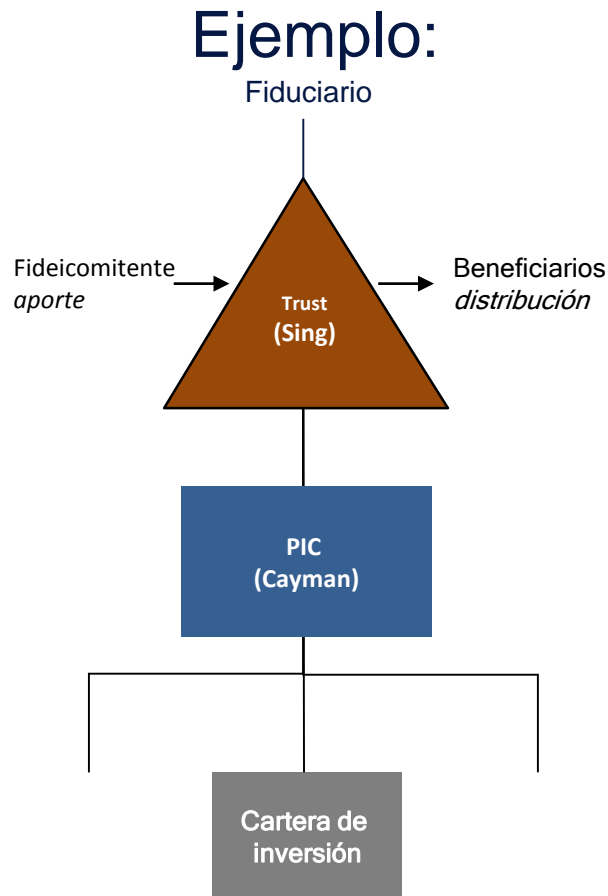 Ejemplo:
Fiduciario
Fideicomitente
aporte
Trust
(Sing)
Beneficiarios
distribución
PIC
(Cayman)
Cartera de
inversión